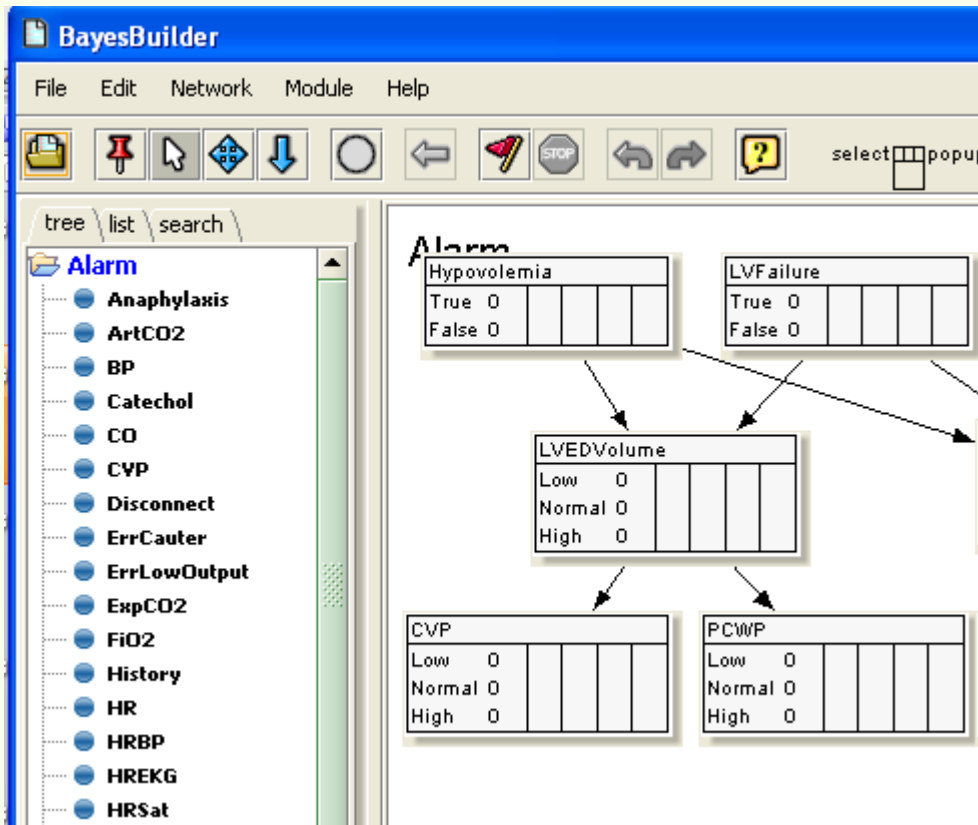 BayesBuilder
File Edit Network Module Help
STOP ? select popup
tree list search
Alarm
Anaphylaxis
ArtCO2
BP
Catechol
CO
CVP
Disconnect
ErrCauter
ErrLowOutput
ExpCO2
FiO2
History
HR
HRBP
HREKG
HRSat
Alarm
Hypovolemia
True 0
False 0
LVFailure
True 0
False 0
LVEDVolume
Low 0
Normal 0
High 0
CVP
Low 0
Normal 0
High 0
PCWP
Low 0
Normal 0
High 0